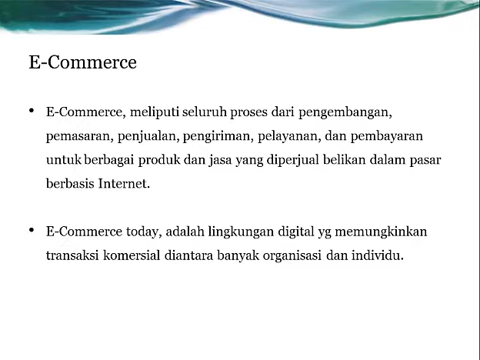 E-Commerce
• E-Commerce, meliputi seluruh proses dari pengembangan,
pemasaran, penjualan, pengiriman, pelayanan, dan pembayaran
untuk berbagai produk dan jasa yang diperjual belikan dalam pasar
berbasis Internet.
• E-Commerce today, adalah lingkungan digital yg memungkinkan
transaksi komersial diantara banyak organisasi dan individu.